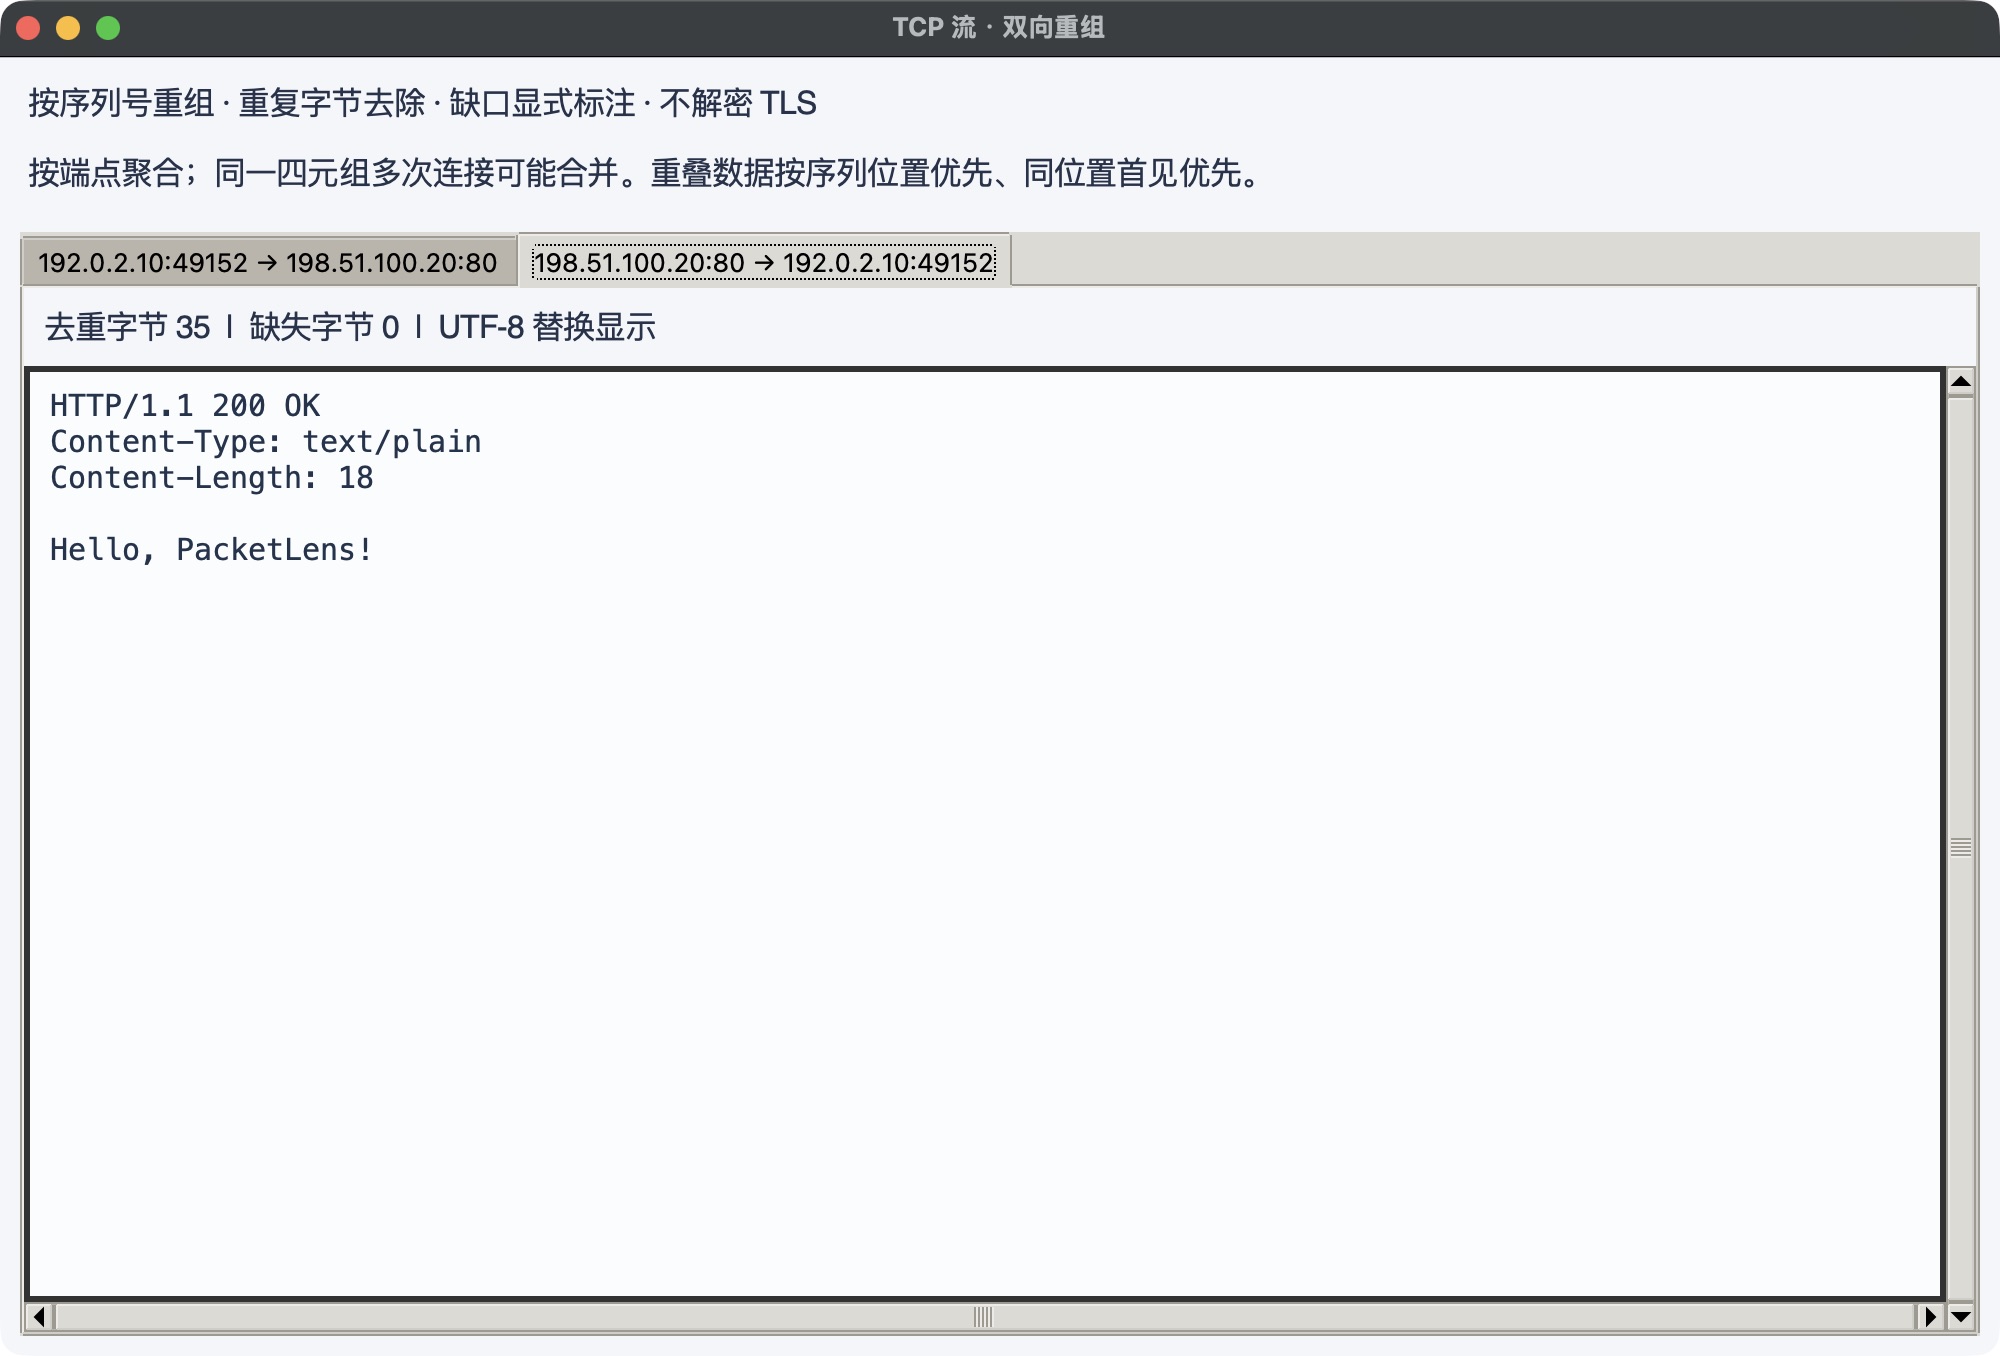 TCP 流 · 双向重组
按序列号重组 · 重复字节去除 · 缺口显式标注 · 不解密 TLS
按端点聚合；同一四元组多次连接可能合并。重叠数据按序列位置优先、同位置首见优先。
192.0.2.10:49152 → 198.51.100.20:80
198.51.100.20:80 → 192.0.2.10:49152
去重字节 35 | 缺失字节 0 | UTF-8 替换显示
HTTP/1.1 200 OK
Content-Type: text/plain
Content-Length: 18
Hello, PacketLens!